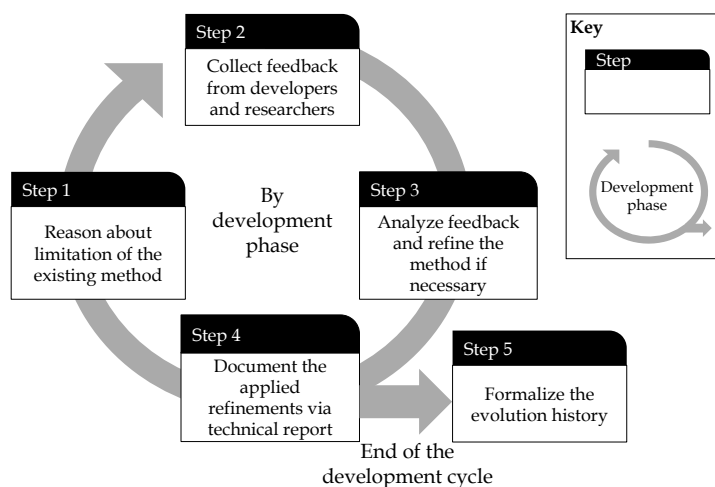 Step 2
Collect feedback
from developers
and researchers
Step 1
Reason about
limitation of the
existing method
By
development
phase
Step 3
Analyze feedback
and refine the
method if
necessary
Step 4
Document the
applied
refinements via
technical report
Step 5
Formalize the
evolution history
End of the
development cycle
Key
Step
Development
phase